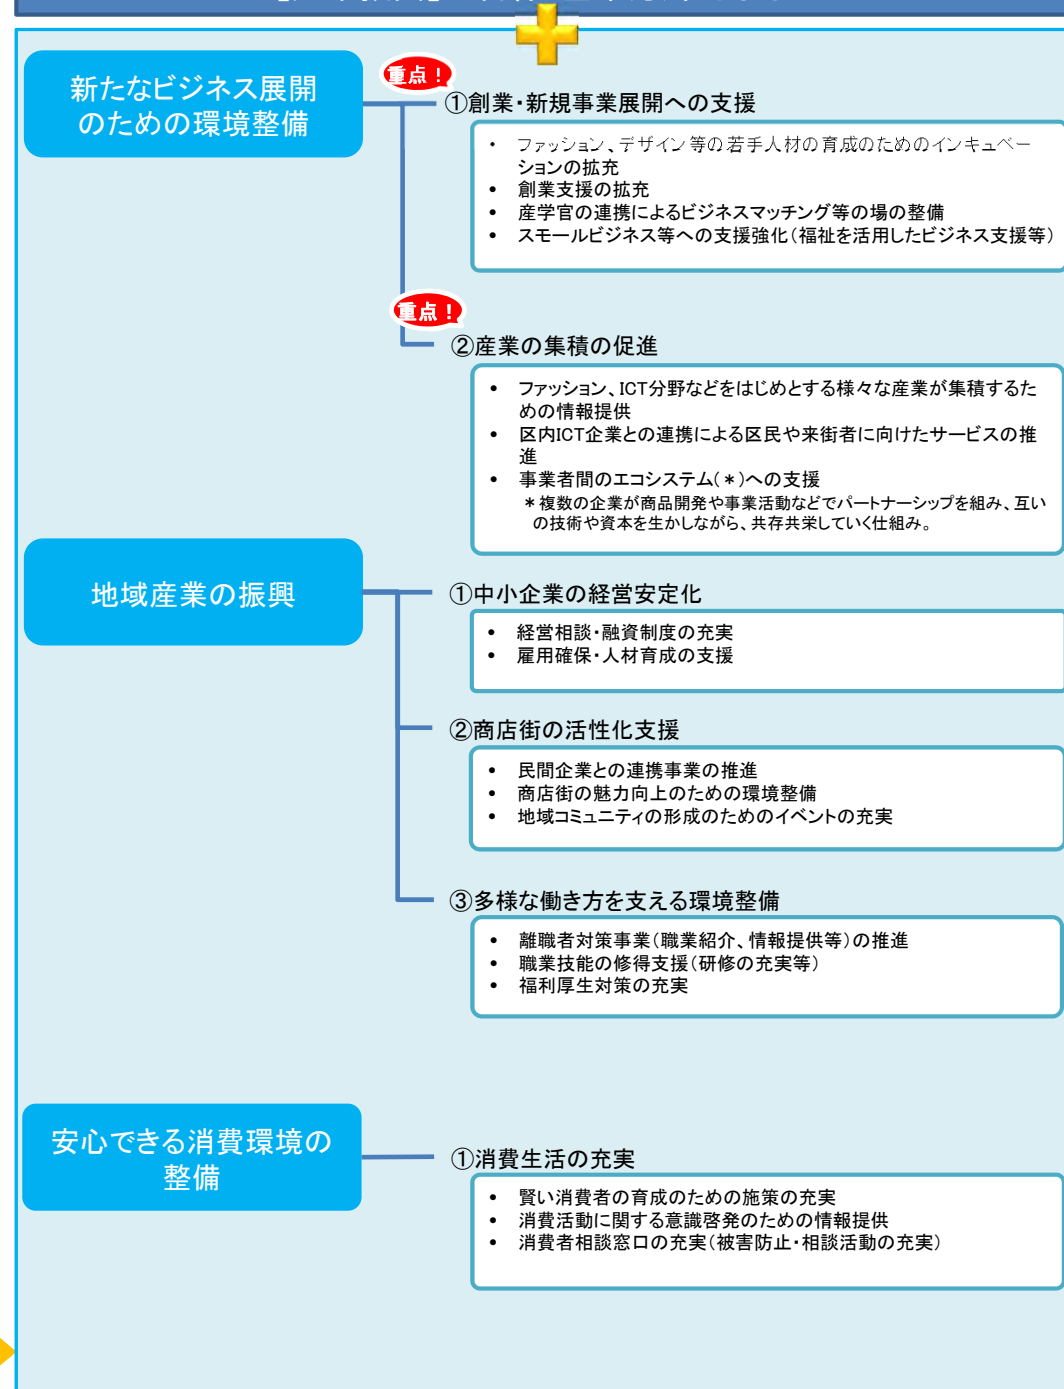 新たなビジネス展開
のための環境整備
重点！
①創業・新規事業展開への支援
・ ファッション、デザイン等の若手人材の育成のためのインキュベー
ションの拡充
• 創業支援の拡充
• 産学官の連携によるビジネスマッチング等の場の整備
• スモールビジネス等への支援強化（福祉を活用したビジネス支援等）
重点！
②産業の集積の促進
• ファッション、ICT分野などをはじめとする様々な産業が集積するた
めの情報提供
• 区内ICT企業との連携による区民や来街者に向けたサービスの推
進
• 事業者間のエコシステム（＊）への支援
＊複数の企業が商品開発や事業活動などでパートナーシップを組み、互い
の技術や資本を生かしながら、共存共栄していく仕組み。
地域産業の振興
①中小企業の経営安定化
• 経営相談・融資制度の充実
• 雇用確保・人材育成の支援
②商店街の活性化支援
• 民間企業との連携事業の推進
• 商店街の魅力向上のための環境整備
• 地域コミュニティの形成のためのイベントの充実
③多様な働き方を支える環境整備
• 離職者対策事業（職業紹介、情報提供等）の推進
• 職業技能の修得支援（研修の充実等）
• 福利厚生対策の充実
安心できる消費環境の
整備
①消費生活の充実
• 賢い消費者の育成のための施策の充実
• 消費活動に関する意識啓発のための情報提供
• 消費者相談窓口の充実（被害防止・相談活動の充実）